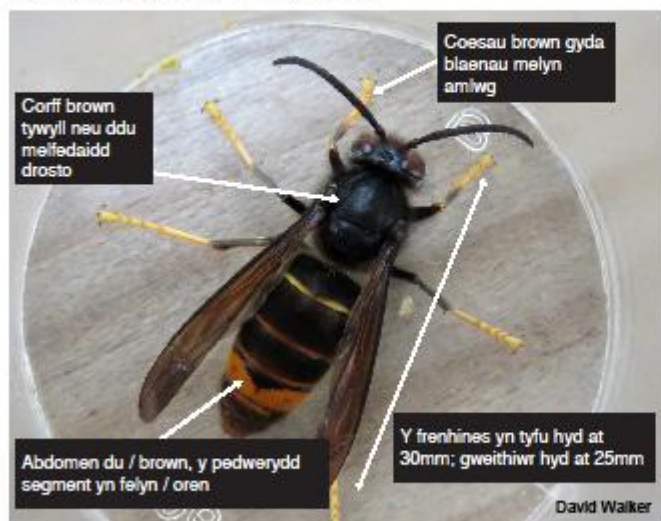 Coesau brown gyda
blaenau melyn
amlwg
Corff brown
tywyll neu ddu
melfedaidd
drosto
Abdomen du / brown, y pedwerydd
segment yn felyn / oren
Y frenhines yn tyfu hyd at
30mm; gweithiwr hyd at 25mm
David Walker